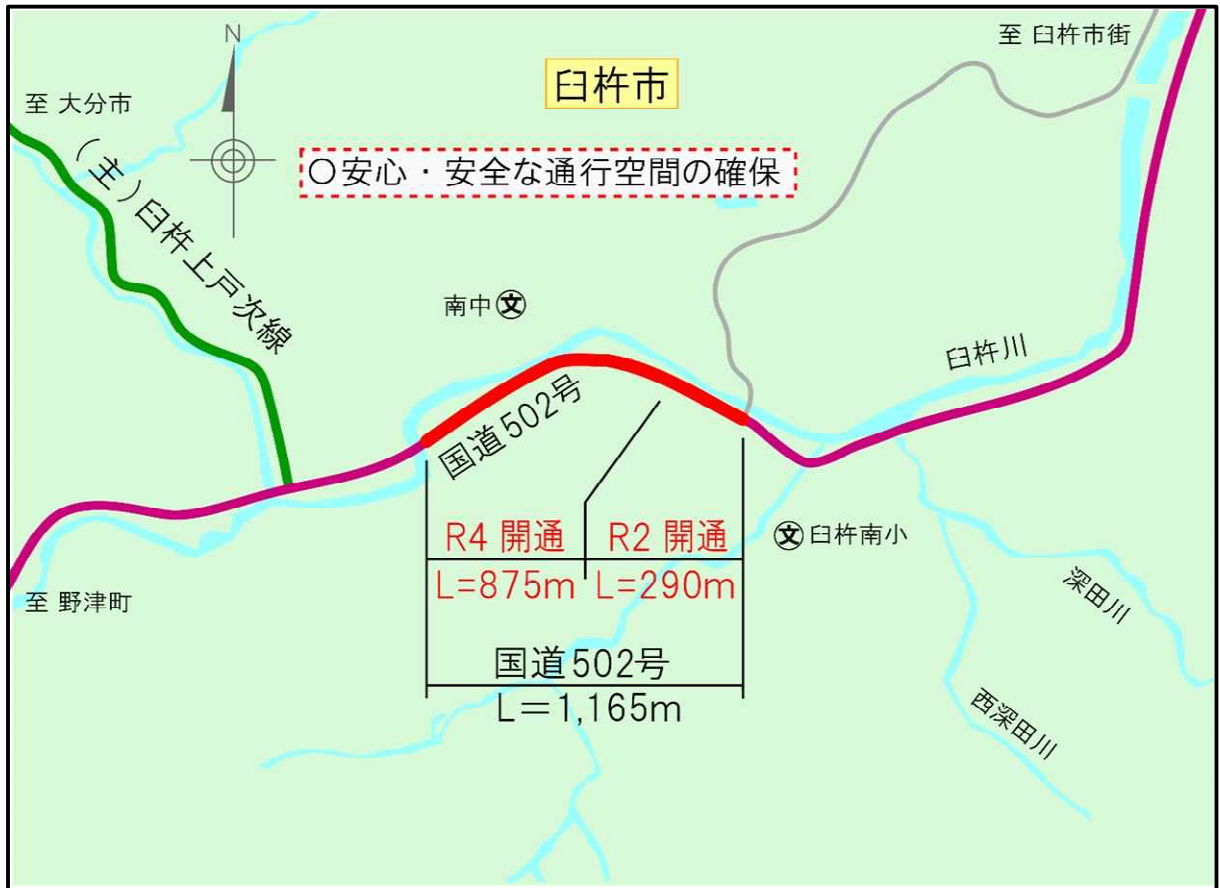 至 臼杵市街
N
臼杵市
至 大分市
(主)臼杵上戸次線
〇安心・安全な通行空間の確保
南中 文
臼杵川
国道502号
R4 開通 R2 開通
L=875m L=290m
文 臼杵南小
深田川
至 野津町
国道502号
L=1,165m
西深田川